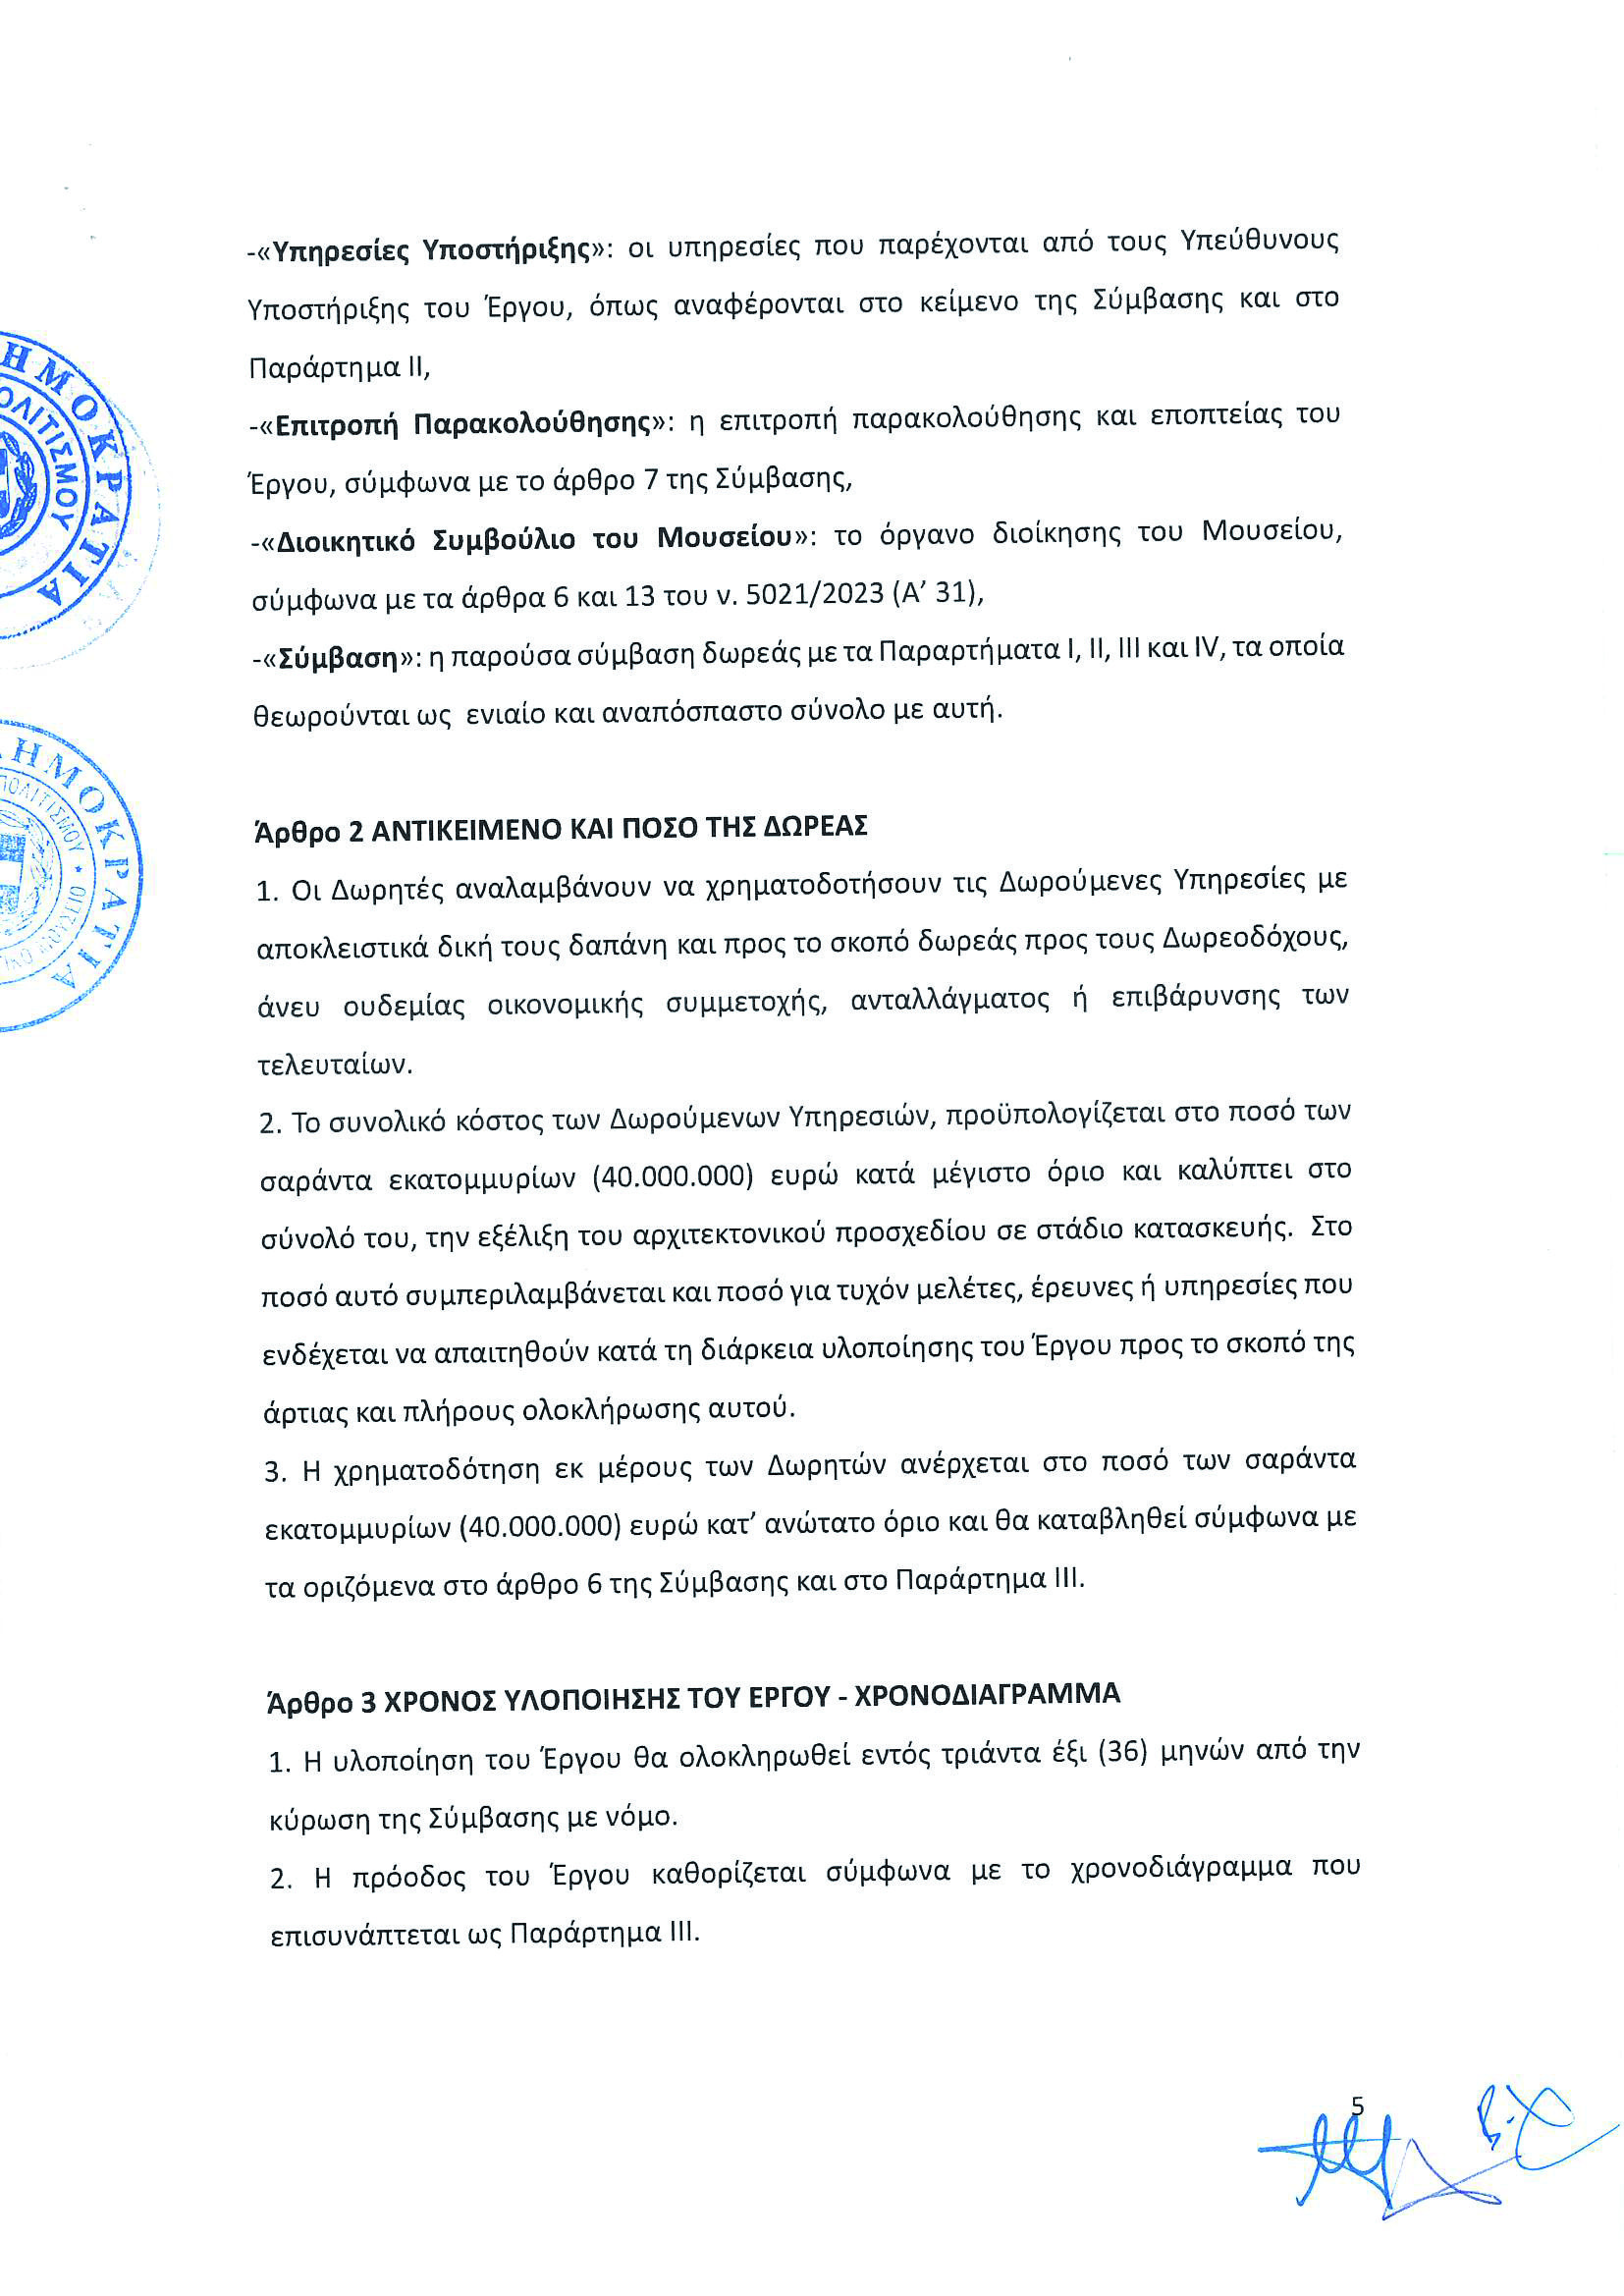 -«Υπηρεσίες Υποστήριξης»: οι υπηρεσίες που παρέχονται από τους Υπεύθυνους
Υποστήριξης του Έργου, όπως αναφέρονται στο κείμενο της Σύμβασης και στο
Παράρτημα ΙΙ,
-«Επιτροπή Παρακολούθησης»: η επιτροπή παρακολούθησης και εποπτείας του
Έργου, σύμφωνα με το άρθρο 7 της Σύμβασης,
-«Διοικητικό Συμβούλιο του Μουσείου»: το όργανο διοίκησης του Μουσείου,
σύμφωνα με τα άρθρα 6 και 13 του ν. 5021/2023 (Α’ 31),
-«Σύμβαση»: η παρούσα σύμβαση δωρεάς με τα Παραρτήματα Ι, ΙΙ, ΙΙΙ και IV, τα οποία
θεωρούνται ως ενιαίο και αναπόσπαστο σύνολο με αυτή.
Άρθρο 2 ΑΝΤΙΚΕΙΜΕΝΟ ΚΑΙ ΠΟΣΟ ΤΗΣ ΔΩΡΕΑΣ
1. Οι Δωρητές αναλαμβάνουν να χρηματοδοτήσουν τις Δωρούμενες Υπηρεσίες με
αποκλειστικά δική τους δαπάνη και προς το σκοπό δωρεάς προς τους Δωρεοδόχους,
άνευ ουδεμίας οικονομικής συμμετοχής, ανταλλάγματος ή επιβάρυνσης των
τελευταίων.
2. Το συνολικό κόστος των Δωρούμενων Υπηρεσιών, προϋπολογίζεται στο ποσό των
σαράντα εκατομμυρίων (40.000.000) ευρώ κατά μέγιστο όριο και καλύπτει στο
σύνολό του, την εξέλιξη του αρχιτεκτονικού προσχεδίου σε στάδιο κατασκευής. Στο
ποσό αυτό συμπεριλαμβάνεται και ποσό για τυχόν μελέτες, έρευνες ή υπηρεσίες που
ενδέχεται να απαιτηθούν κατά τη διάρκεια υλοποίησης του Έργου προς το σκοπό της
άρτιας και πλήρους ολοκλήρωσης αυτού.
3. Η χρηματοδότηση εκ μέρους των Δωρητών ανέρχεται στο ποσό των σαράντα
εκατομμυρίων (40.000.000) ευρώ κατ’ ανώτατο όριο και θα καταβληθεί σύμφωνα με
τα οριζόμενα στο άρθρο 6 της Σύμβασης και στο Παράρτημα ΙΙΙ.
Άρθρο 3 ΧΡΟΝΟΣ ΥΛΟΠΟΙΗΣΗΣ ΤΟΥ ΕΡΓΟΥ - ΧΡΟΝΟΔΙΑΓΡΑΜΜΑ
1. Η υλοποίηση του Έργου θα ολοκληρωθεί εντός τριάντα έξι (36) μηνών από την
κύρωση της Σύμβασης με νόμο.
2. Η πρόοδος του Έργου καθορίζεται σύμφωνα με το χρονοδιάγραμμα που
επισυνάπτεται ως Παράρτημα ΙΙΙ.
5